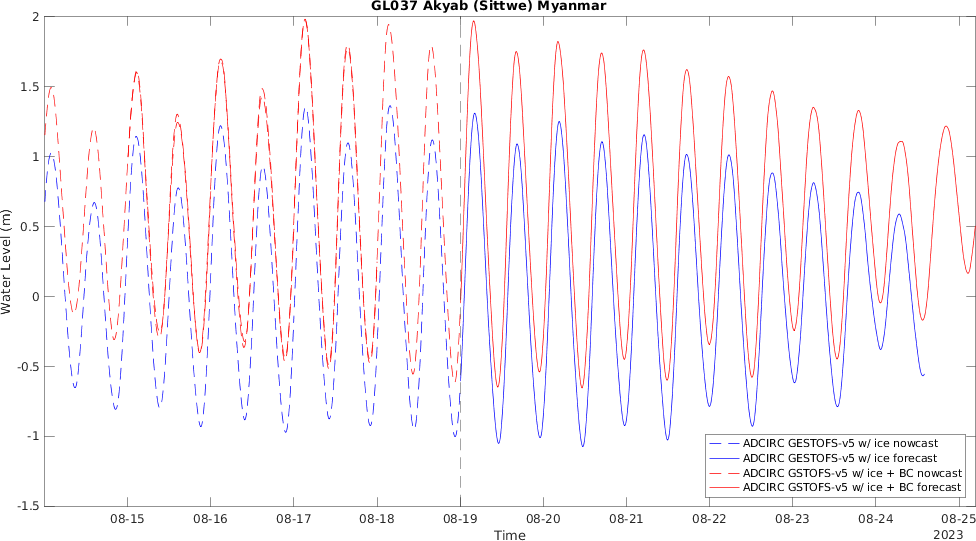 GL037 Akyab (Sittwe) Myanmar
2
1.5
1
0.5
0
-0.5
-1
-1.5
Water Level (m)
ADCIRC GESTOFS-v5 w/ ice nowcast
ADCIRC GESTOFS-v5 w/ ice forecast
ADCIRC GSTOFS-v5 w/ ice + BC nowcast
ADCIRC GSTOFS-v5 w/ ice + BC forecast
08-15 08-16 08-17 08-18 08-19 08-20 08-21 08-22 08-23 08-24 08-25
Time
2023